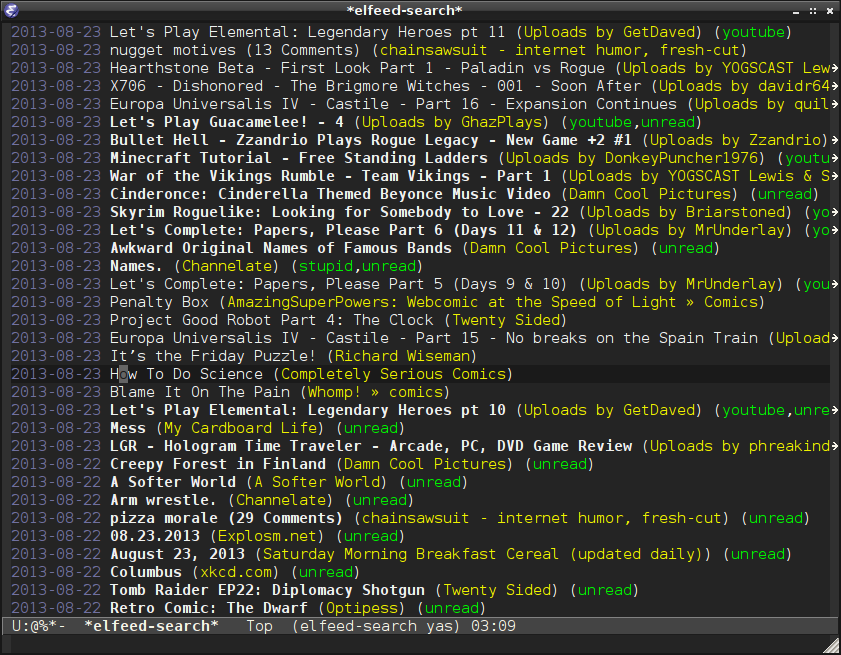 *elfeed-search*
2013-08-23 Let's Play Elemental: Legendary Heroes pt 11 (Uploads by GetDaved) (youtube)
2013-08-23 nugget motives (13 Comments) (chainsawsuit - internet humor, fresh-cut)
2013-08-23 Hearthstone Beta - First Look Part 1 - Paladin vs Rogue (Uploads by YOGSCAST Lew
2013-08-23 X706 - Dishonored - The Brigmore Witches - 001 - Soon After (Uploads by davidr64
2013-08-23 Europa Universalis IV - Castile - Part 16 - Expansion Continues (Uploads by quil
2013-08-23 Let's Play Guacamelee! - 4 (Uploads by GhazPlays) (youtube,unread)
2013-08-23 Bullet Hell - Zzandrio Plays Rogue Legacy - New Game +2 #1 (Uploads by Zzandrio)
2013-08-23 Minecraft Tutorial - Free Standing Ladders (Uploads by DonkeyPuncher1976) (youtu
2013-08-23 War of the Vikings Rumble - Team Vikings - Part 1 (Uploads by YOGSCAST Lewis & S
2013-08-23 Cinderonce: Cinderella Themed Beyonce Music Video (Damn Cool Pictures) (unread)
2013-08-23 Skyrim Roguelike: Looking for Somebody to Love - 22 (Uploads by Briarstoned) (yo
2013-08-23 Let's Complete: Papers, Please Part 6 (Days 11 & 12) (Uploads by MrUnderlay) (yo
2013-08-23 Awkward Original Names of Famous Bands (Damn Cool Pictures) (unread)
2013-08-23 Names. (Channelate) (stupid,unread)
2013-08-23 Let's Complete: Papers, Please Part 5 (Days 9 & 10) (Uploads by MrUnderlay) (you
2013-08-23 Penalty Box (AmazingSuperPowers: Webcomic at the Speed of Light » Comics)
2013-08-23 Project Good Robot Part 4: The Clock (Twenty Sided)
2013-08-23 Europa Universalis IV - Castile - Part 15 - No breaks on the Spain Train (Upload
2013-08-23 It’s the Friday Puzzle! (Richard Wiseman)
2013-08-23 How To Do Science (Completely Serious Comics)
2013-08-23 Blame It On The Pain (Whomp! » comics)
2013-08-23 Let's Play Elemental: Legendary Heroes pt 10 (Uploads by GetDaved) (youtube,unre
2013-08-23 Mess (My Cardboard Life) (unread)
2013-08-23 LGR - Hologram Time Traveler - Arcade, PC, DVD Game Review (Uploads by phreakind
2013-08-22 Creepy Forest in Finland (Damn Cool Pictures) (unread)
2013-08-22 A Softer World (A Softer World) (unread)
2013-08-22 Arm wrestle. (Channelate) (unread)
2013-08-22 pizza morale (29 Comments) (chainsawsuit - internet humor, fresh-cut) (unread)
2013-08-22 08.23.2013 (Explosm.net) (unread)
2013-08-22 August 23, 2013 (Saturday Morning Breakfast Cereal (updated daily)) (unread)
2013-08-22 Columbus (xkcd.com) (unread)
2013-08-22 Tomb Raider EP22: Diplomacy Shotgun (Twenty Sided) (unread)
2013-08-22 Retro Comic: The Dwarf (Optipess) (unread)
U:@%*-  *elfeed-search*   Top  (elfeed-search yas) 03:09